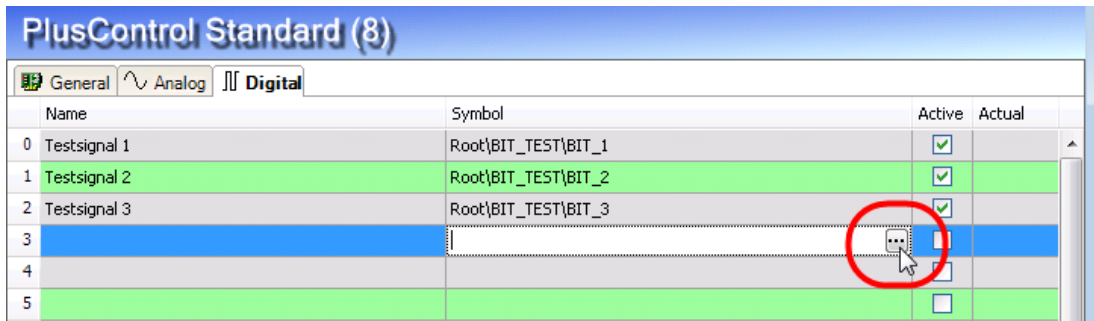 PlusControl Standard (8)
General Analog Digital
Name Symbol Active Actual
0 Testsignal 1 Root\BIT_TEST\BIT_1
1 Testsignal 2 Root\BIT_TEST\BIT_2
2 Testsignal 3 Root\BIT_TEST\BIT_3
3 ...
4
5